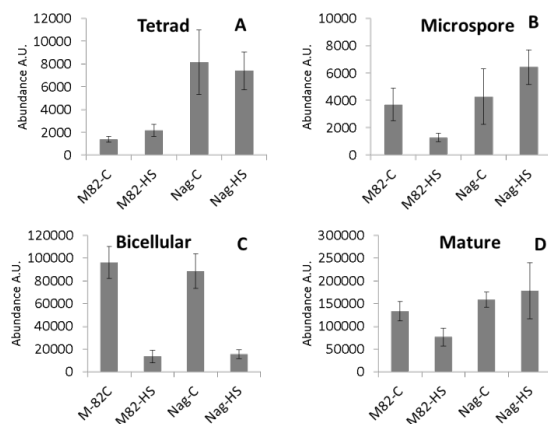 Tetrad A
Abundance A.U.
12000
10000
8000
6000
4000
2000
0
M82-C M82-HS Nag-C Nag-HS
Microspore B
Abundance A.U.
10000
8000
6000
4000
2000
0
M82-C M82-HS Nag-C Nag-HS
Bicellular C
Abundance A.U.
120000
100000
80000
60000
40000
20000
0
M-82C M82-HS Nag-C Nag-HS
Mature D
Abundance A.U.
300000
250000
200000
150000
100000
50000
0
M82-C M82-HS Nag-C Nag-HS